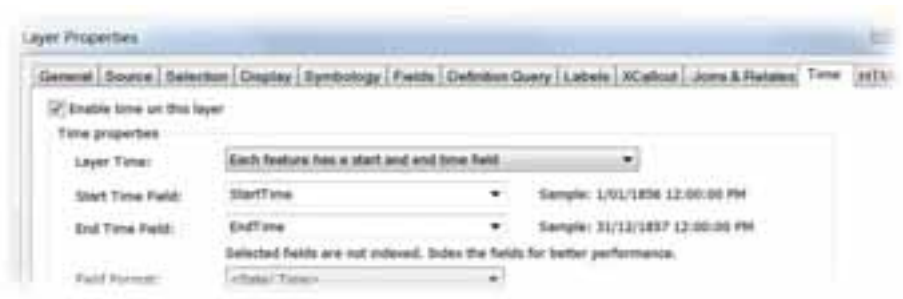 Layer Properties
General Source Selection Display Symbology Fields Definition Query Labels XCallout Joins & Relates Time HTML
Enable time on this layer
Time properties
Layer Time: Each feature has a start and end time field
Start Time Field: StartTime Sample: 1/01/1856 12:00:00 PM
End Time Field: EndTime Sample: 31/12/1857 12:00:00 PM
Selected fields are not indexed. Index the fields for better performance.
Field Format: <Date/ Time>